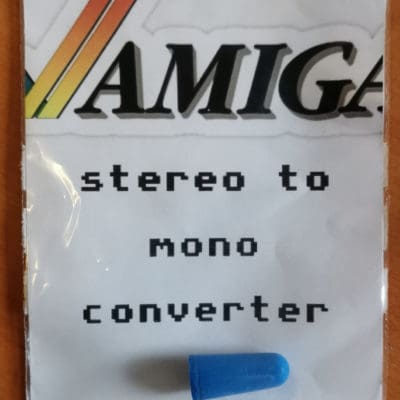 AMIGA
stereo to
mono
converter